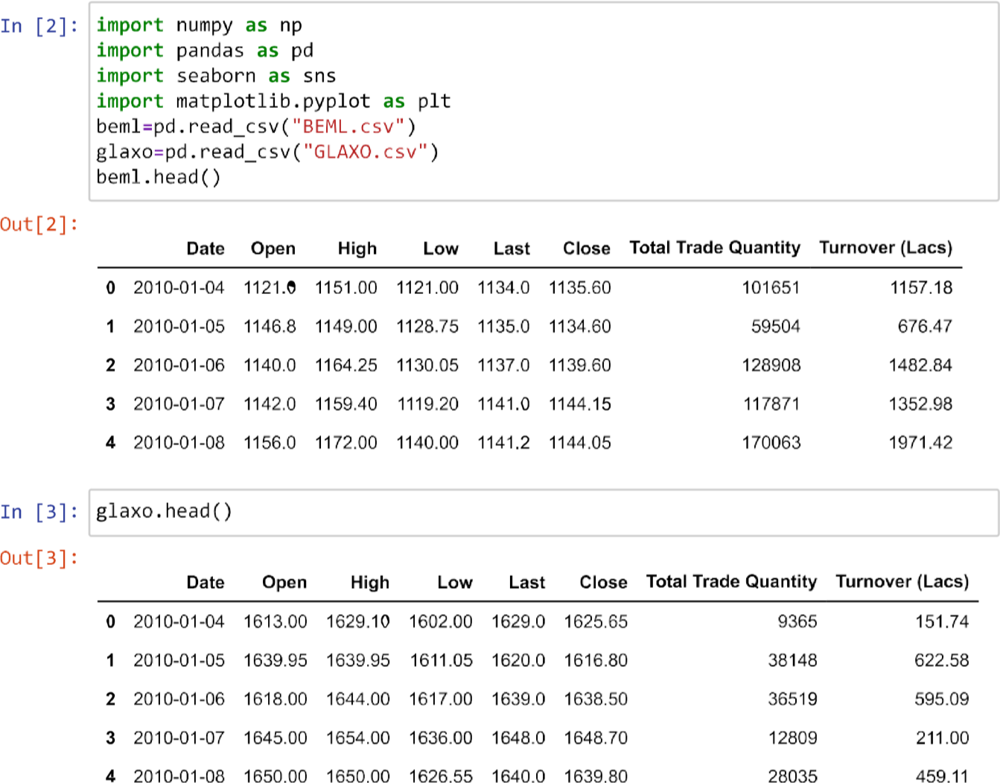 In [2]: import numpy as np
import pandas as pd
import seaborn as sns
import matplotlib.pyplot as plt
beml=pd.read_csv("BEML.csv")
glaxo=pd.read_csv("GLAXO.csv")
beml.head()
Out[2]:
Date Open High Low Last Close Total Trade Quantity Turnover (Lacs)
0 2010-01-04 1121.0 1151.00 1121.00 1134.0 1135.60 101651 1157.18
1 2010-01-05 1146.8 1149.00 1128.75 1135.0 1134.60 59504 676.47
2 2010-01-06 1140.0 1164.25 1130.05 1137.0 1139.60 128908 1482.84
3 2010-01-07 1142.0 1159.40 1119.20 1141.0 1144.15 117871 1352.98
4 2010-01-08 1156.0 1172.00 1140.00 1141.2 1144.05 170063 1971.42
In [3]: glaxo.head()
Out[3]:
Date Open High Low Last Close Total Trade Quantity Turnover (Lacs)
0 2010-01-04 1613.00 1629.10 1602.00 1629.0 1625.65 9365 151.74
1 2010-01-05 1639.95 1639.95 1611.05 1620.0 1616.80 38148 622.58
2 2010-01-06 1618.00 1644.00 1617.00 1639.0 1638.50 36519 595.09
3 2010-01-07 1645.00 1654.00 1636.00 1648.0 1648.70 12809 211.00
4 2010-01-08 1650.00 1650.00 1626.55 1640.0 1639.80 28035 459.11